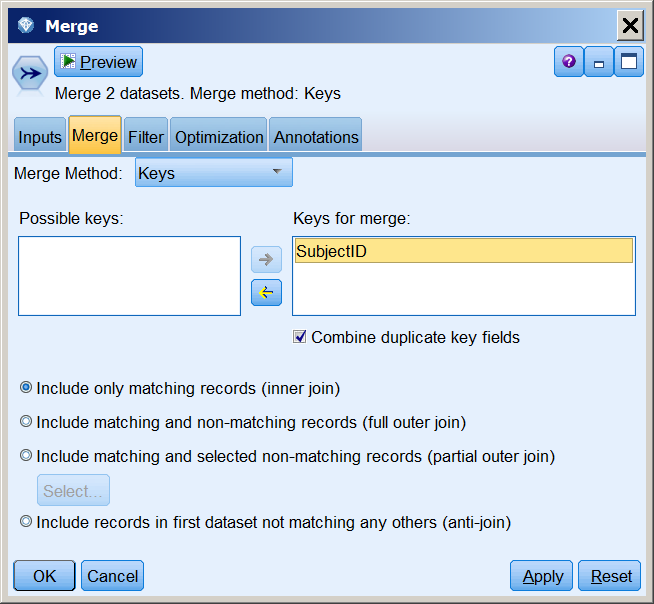 Merge
Preview
Merge 2 datasets. Merge method: Keys
Inputs Merge Filter Optimization Annotations
Merge Method: Keys
Possible keys: Keys for merge:
SubjectID
Combine duplicate key fields
Include only matching records (inner join)
Include matching and non-matching records (full outer join)
Include matching and selected non-matching records (partial outer join)
Select...
Include records in first dataset not matching any others (anti-join)
OK Cancel Apply Reset